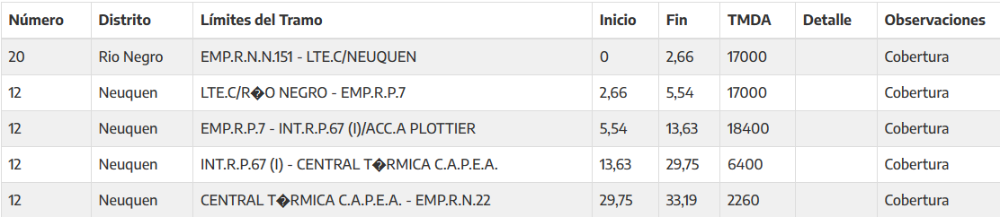 Número Distrito Límites del Tramo Inicio Fin TMDA Detalle Observaciones
20 Rio Negro EMP.R.N.N.151 - LTE.C/NEUQUEN 0 2,66 17000 Cobertura
12 Neuquen LTE.C/R�O NEGRO - EMP.R.P.7 2,66 5,54 17000 Cobertura
12 Neuquen EMP.R.P.7 - INT.R.P.67 (I)/ACC.A PLOTTIER 5,54 13,63 18400 Cobertura
12 Neuquen INT.R.P.67 (I) - CENTRAL T�RMICA C.A.P.E.A. 13,63 29,75 6400 Cobertura
12 Neuquen CENTRAL T�RMICA C.A.P.E.A. - EMP.R.N.22 29,75 33,19 2260 Cobertura